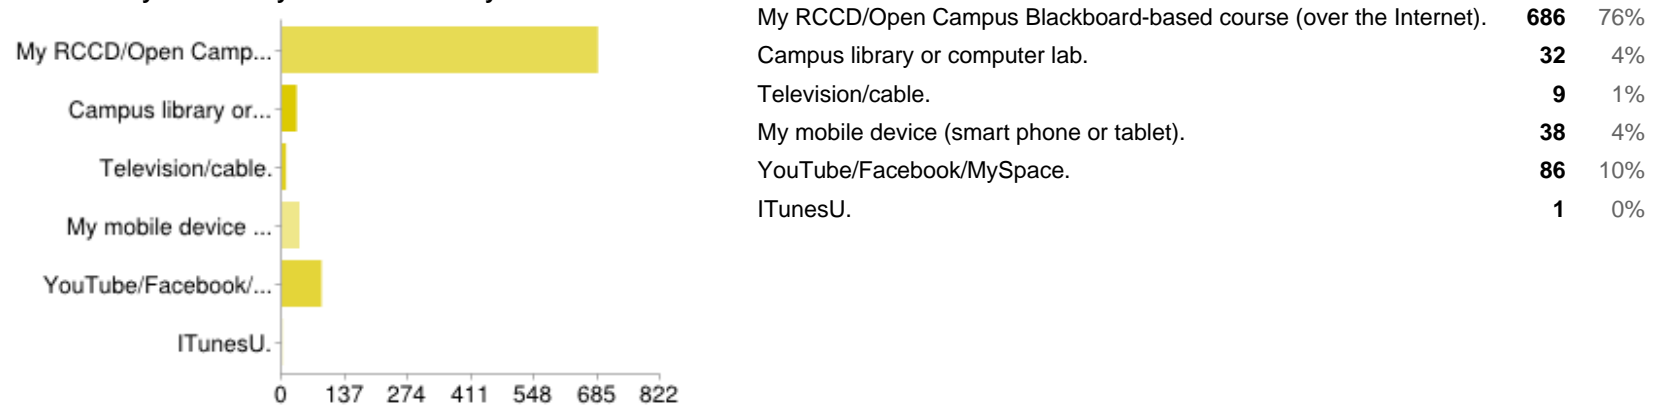 My RCCD/Open Camp...
Campus library or...
Television/cable.
My mobile device ...
YouTube/Facebook/...
ITunesU.
0 137 274 411 548 685 822
My RCCD/Open Campus Blackboard-based course (over the Internet). 686 76%
Campus library or computer lab. 32 4%
Television/cable. 9 1%
My mobile device (smart phone or tablet). 38 4%
YouTube/Facebook/MySpace. 86 10%
ITunesU. 1 0%